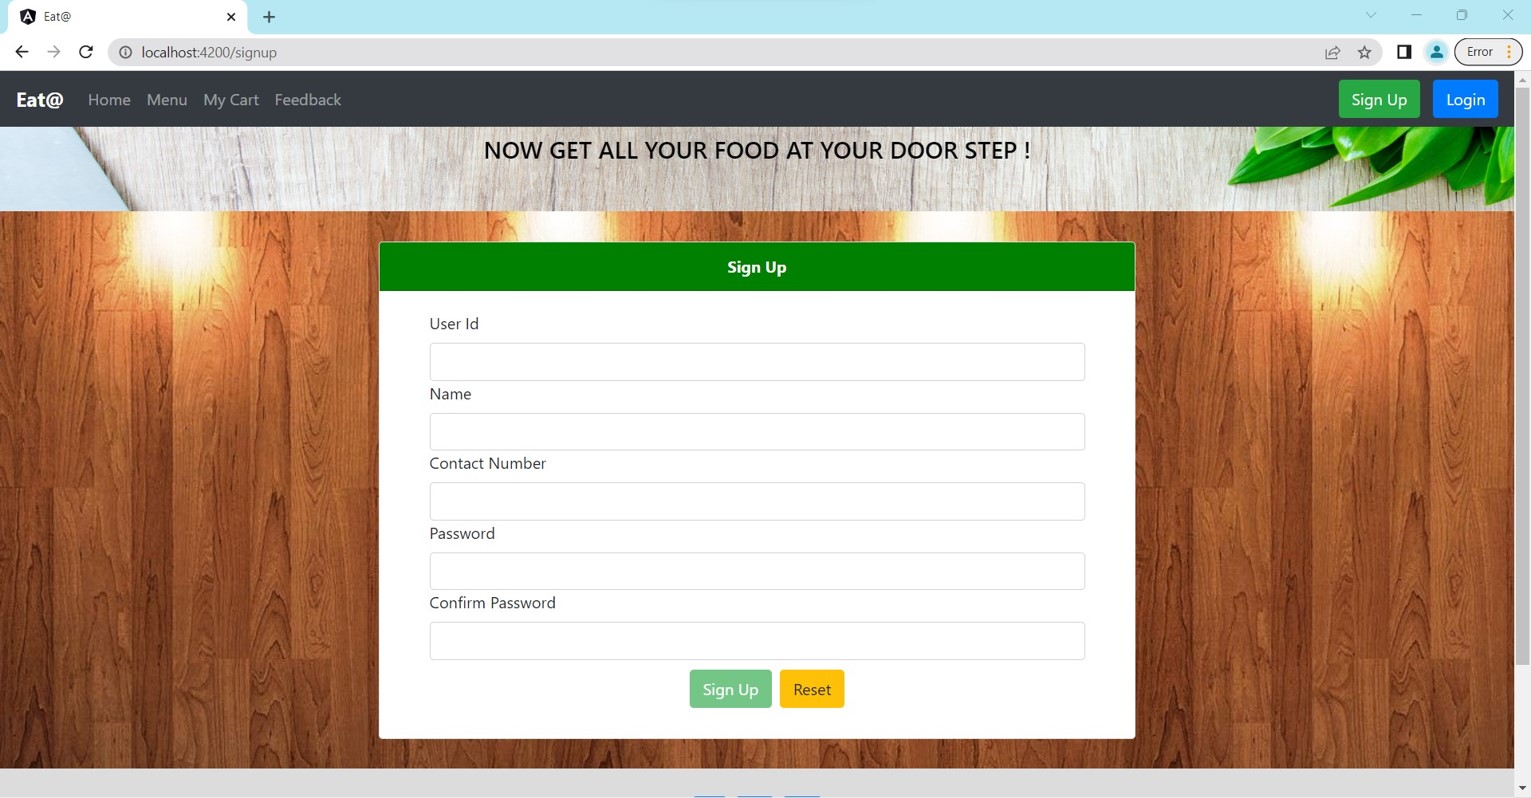 Eat@
localhost:4200/signup
Error
Eat@ Home Menu My Cart Feedback Sign Up Login
NOW GET ALL YOUR FOOD AT YOUR DOOR STEP !
Sign Up
User Id
Name
Contact Number
Password
Confirm Password
Sign Up Reset